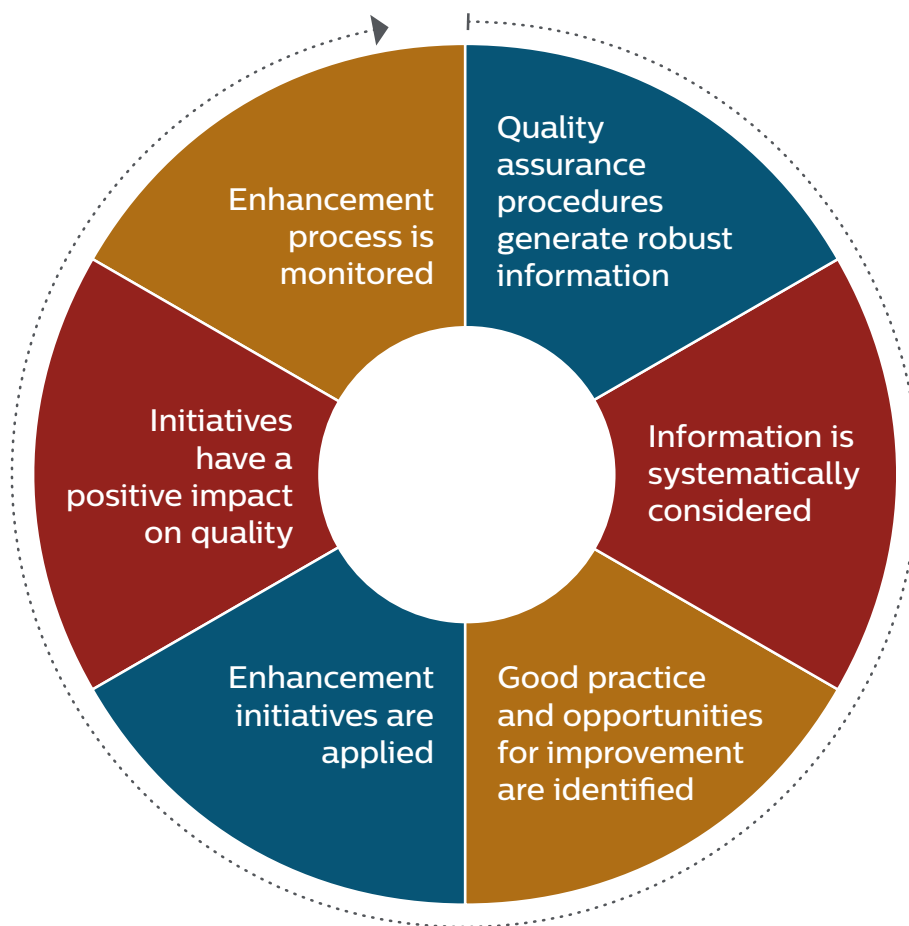 Quality
assurance
procedures
generate robust
information
Information is
systematically
considered
Good practice
and opportunities
for improvement
are identified
Enhancement
initiatives are
applied
Initiatives
have a
positive impact
on quality
Enhancement
process is
monitored